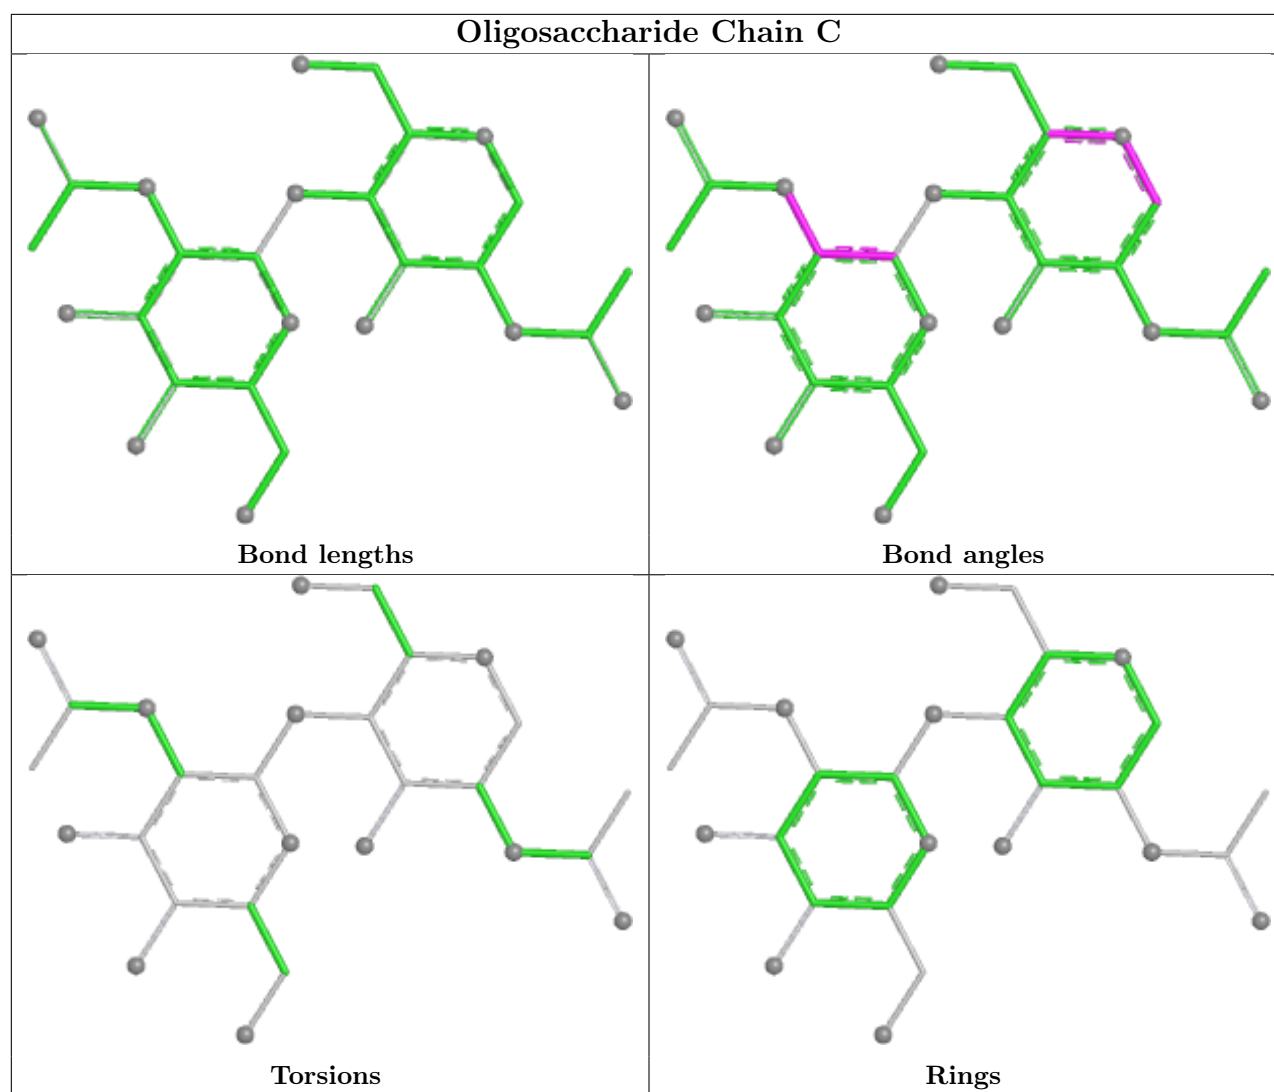 Oligosaccharide Chain C
Bond lengths
Bond angles
Torsions
Rings